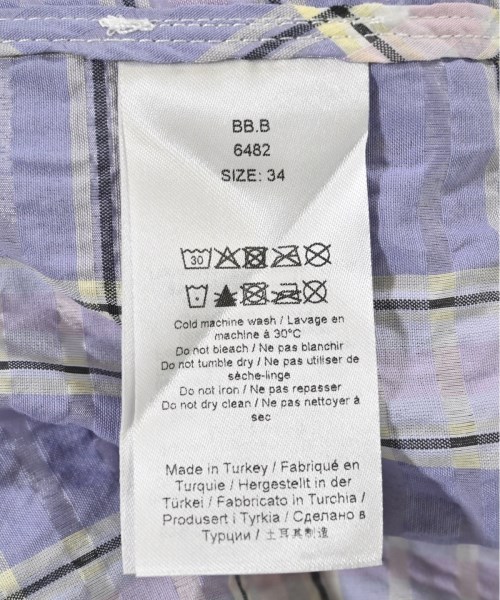 BB.B
6482
SIZE: 34
30
Cold machine wash / Lavage en
machine à 30°C
Do not bleach / Ne pas blanchir
Do not tumble dry / Ne pas utiliser de
sèche-linge
Do not iron / Ne pas repasser
Do not dry clean / Ne pas nettoyer à
sec
Made in Turkey / Fabriqué en
Turquie / Hergestellt in der
Türkei / Fabbricato in Turchia /
Produsert i Tyrkia / Сделано в
Турции / 土耳其制造